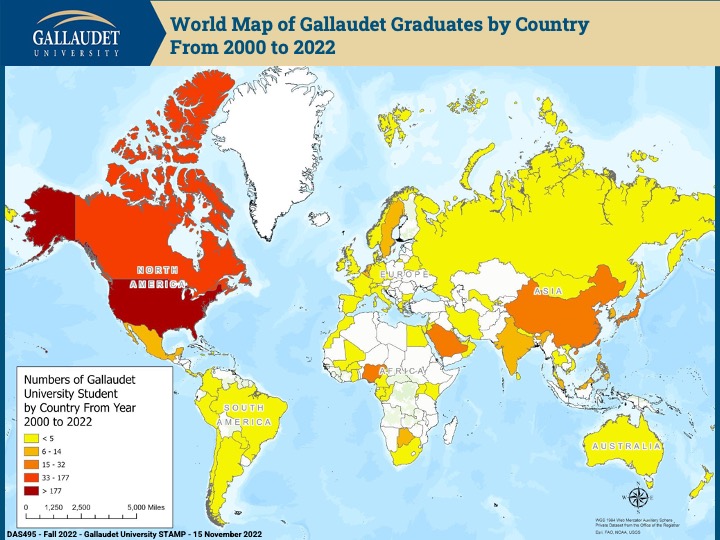 GALLAUDET
UNIVERSITY
World Map of Gallaudet Graduates by Country
From 2000 to 2022
NORTH
AMERICA
EUROPE
ASIA
AFRICA
SOUTH
AMERICA
AUSTRALIA
Numbers of Gallaudet
University Student
by Country From Year
2000 to 2022
< 5
6 - 14
15 - 32
33 - 177
> 177
0 1,250 2,500 5,000 Miles
N
W E
S
WGS 1984 Web Mercator Auxiliary Sphere
Private Dataset from the Office of the Registrar
Esri, FAO, NOAA, USGS
DAS495 - Fall 2022 - Gallaudet University STAMP - 15 November 2022